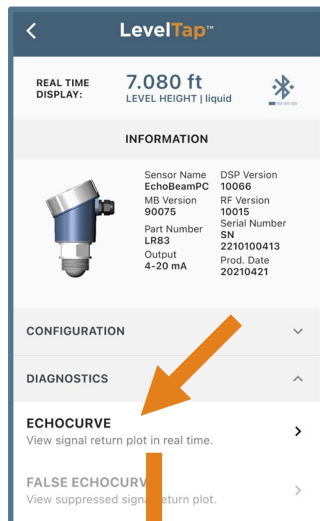 LevelTap™
REAL TIME
DISPLAY:
7.080 ft
LEVEL HEIGHT | liquid
INFORMATION
Sensor Name
EchoBeamPC
MB Version
90075
Part Number
LR83
Output
4-20 mA
DSP Version
10066
RF Version
10015
Serial Number
SN
2210100413
Prod. Date
20210421
CONFIGURATION
DIAGNOSTICS
ECHOCURVE
View signal return plot in real time.
FALSE ECHOCURV
View suppressed signal return plot.